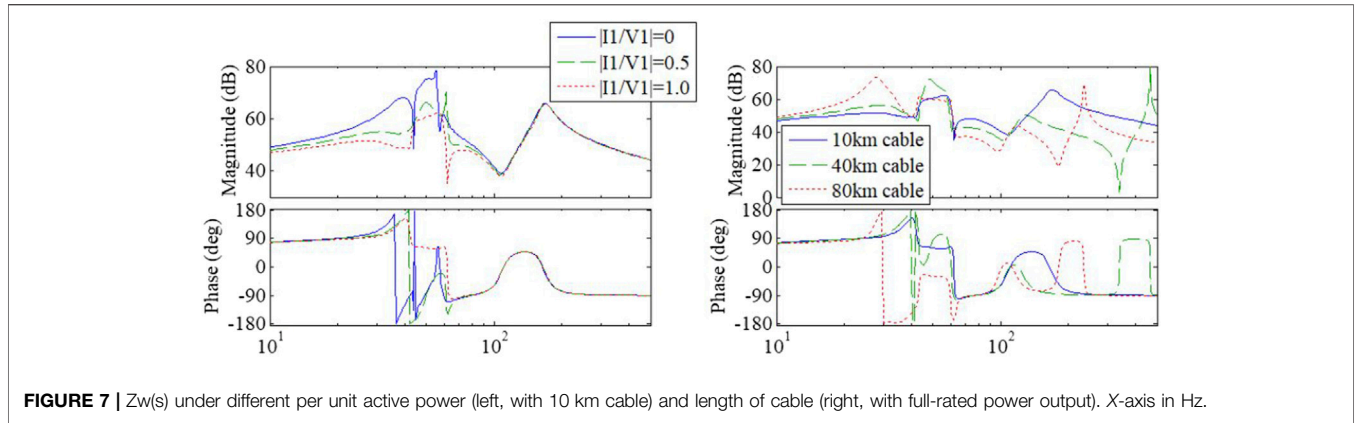 |I1/V1|=0
|I1/V1|=0.5
|I1/V1|=1.0
80
60
40
Magnitude (dB)
180
90
0
-90
-180
Phase (deg)
10^1
10^2
80
60
40
20
0
Magnitude (dB)
10km cable
40km cable
80km cable
180
90
0
-90
-180
Phase (deg)
10^1
10^2
FIGURE 7 | Zw(s) under different per unit active power (left, with 10 km cable) and length of cable (right, with full-rated power output). X-axis in Hz.